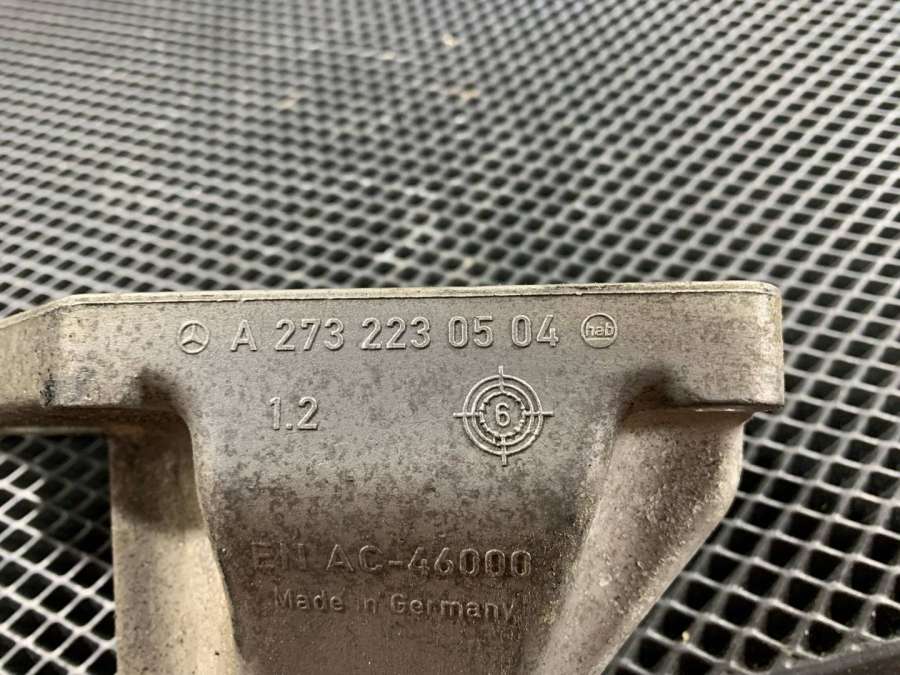 A 273 223 05 04 hab
1.2
6
EN AC-46000
Made in Germany